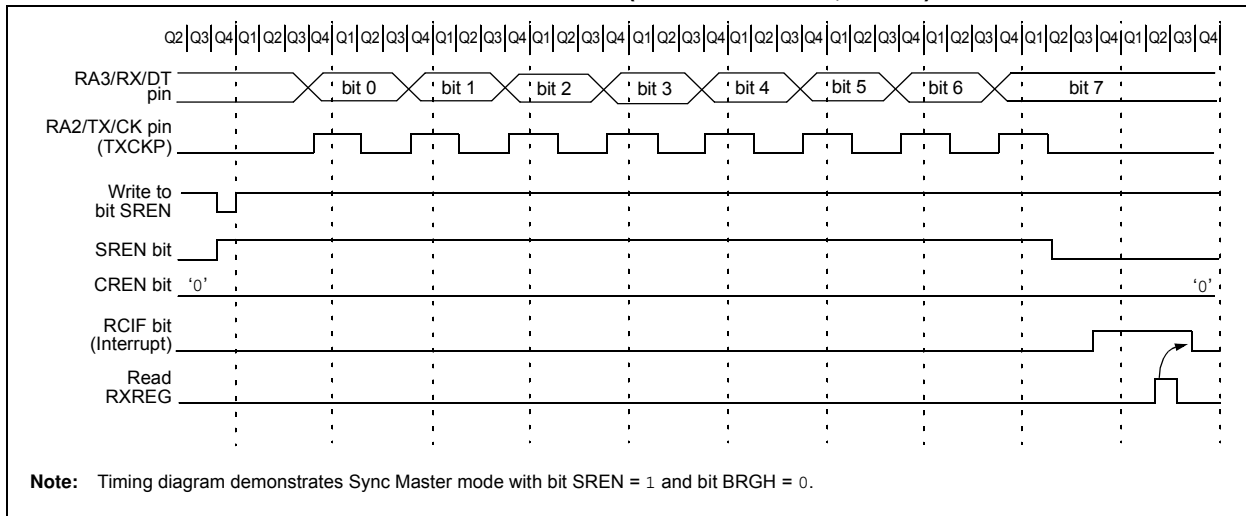 Q2 Q3 Q4 Q1 Q2 Q3 Q4 Q1 Q2 Q3 Q4 Q1 Q2 Q3 Q4 Q1 Q2 Q3 Q4 Q1 Q2 Q3 Q4 Q1 Q2 Q3 Q4 Q1 Q2 Q3 Q4 Q1 Q2 Q3 Q4 Q1 Q2 Q3 Q4 Q1 Q2 Q3 Q4
RA3/RX/DT
pin
bit 0 bit 1 bit 2 bit 3 bit 4 bit 5 bit 6 bit 7
RA2/TX/CK pin
(TXCKP)
Write to
bit SREN
SREN bit
CREN bit '0' '0'
RCIF bit
(Interrupt)
Read
RXREG
Note: Timing diagram demonstrates Sync Master mode with bit SREN = 1 and bit BRGH = 0.